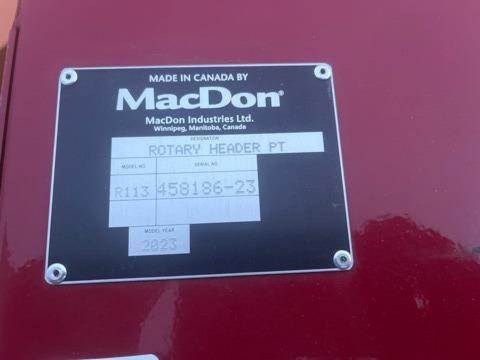 MADE IN CANADA BY
MacDon®
MacDon Industries Ltd.
Winnipeg, Manitoba, Canada
DESIGNATION
ROTARY HEADER PT
MODEL NO SERIAL NO
R113 458186-23
MODEL YEAR
2023